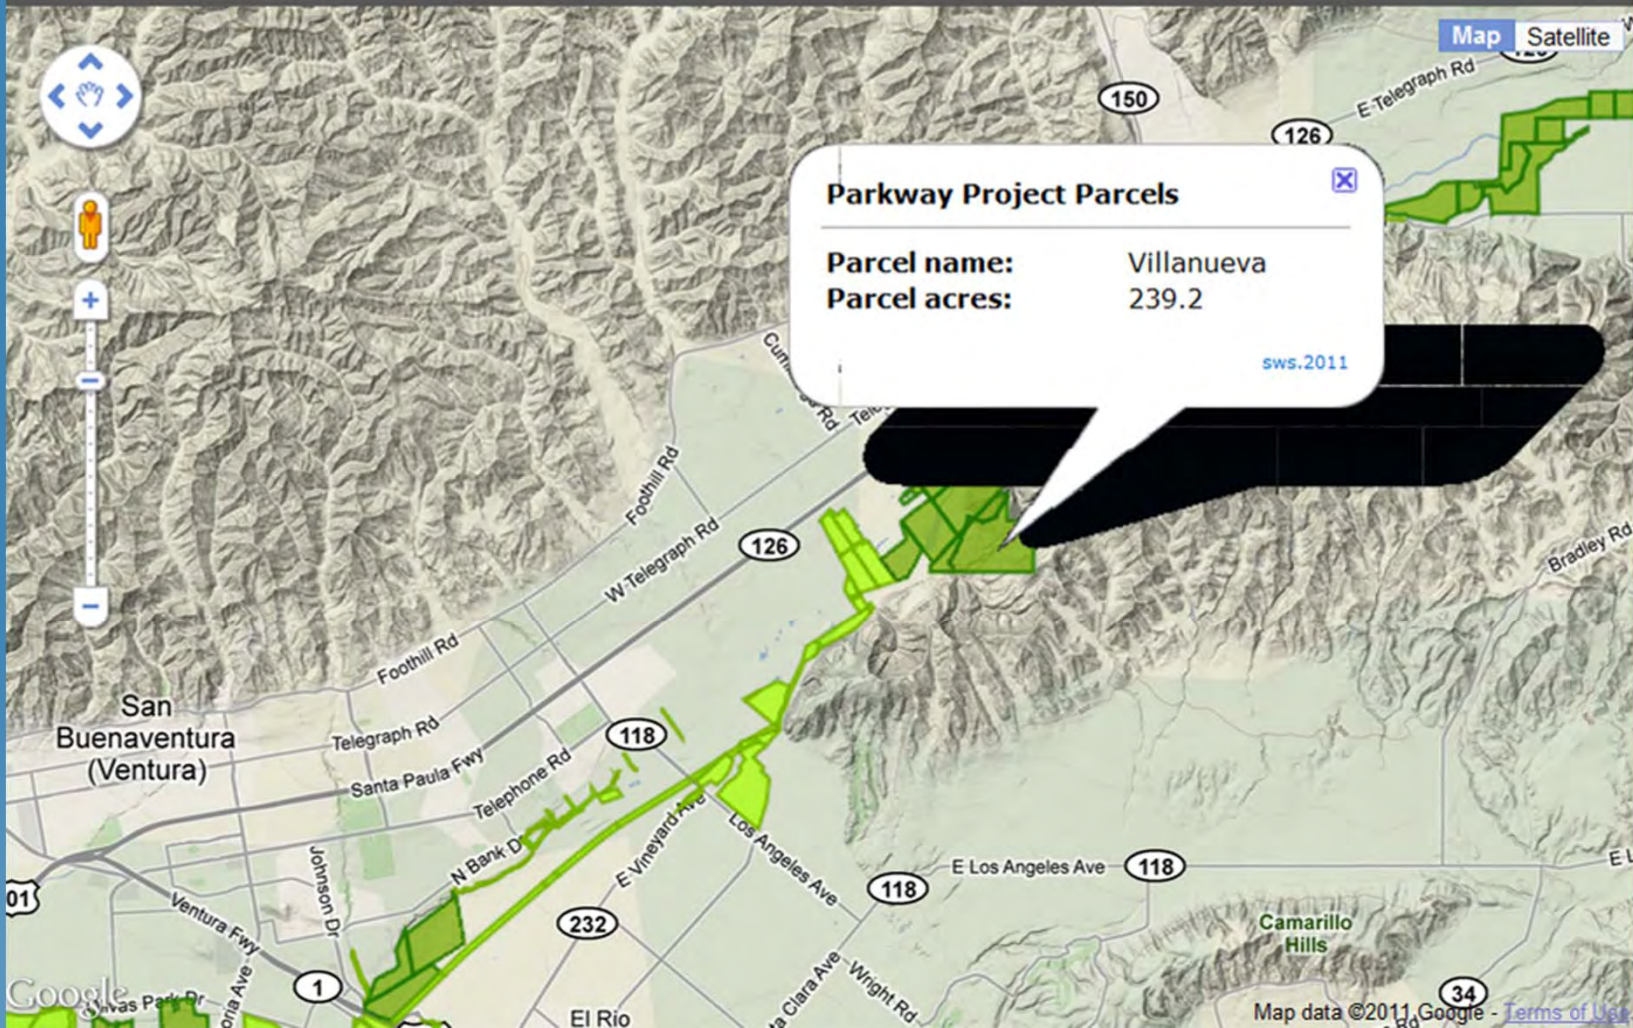 Map Satellite
E Telegraph Rd
150
126
Parkway Project Parcels
Parcel name: Villanueva
Parcel acres: 239.2
sws.2011
Foothill Rd
W Telegraph Rd
126
Bradley Rd
Foothill Rd
San
Buenaventura
(Ventura)
Telegraph Rd
118
Santa Paula Fwy
Telephone Rd
E Vineyard Ave
Los Angeles Ave
N Bank Dr
E Los Angeles Ave
118
118
Johnson Dr
Ventura Fwy
232
Camarillo
Hills
Wright Rd
1
34
Google
El Rio
Map data ©2011 Google - Terms of Use